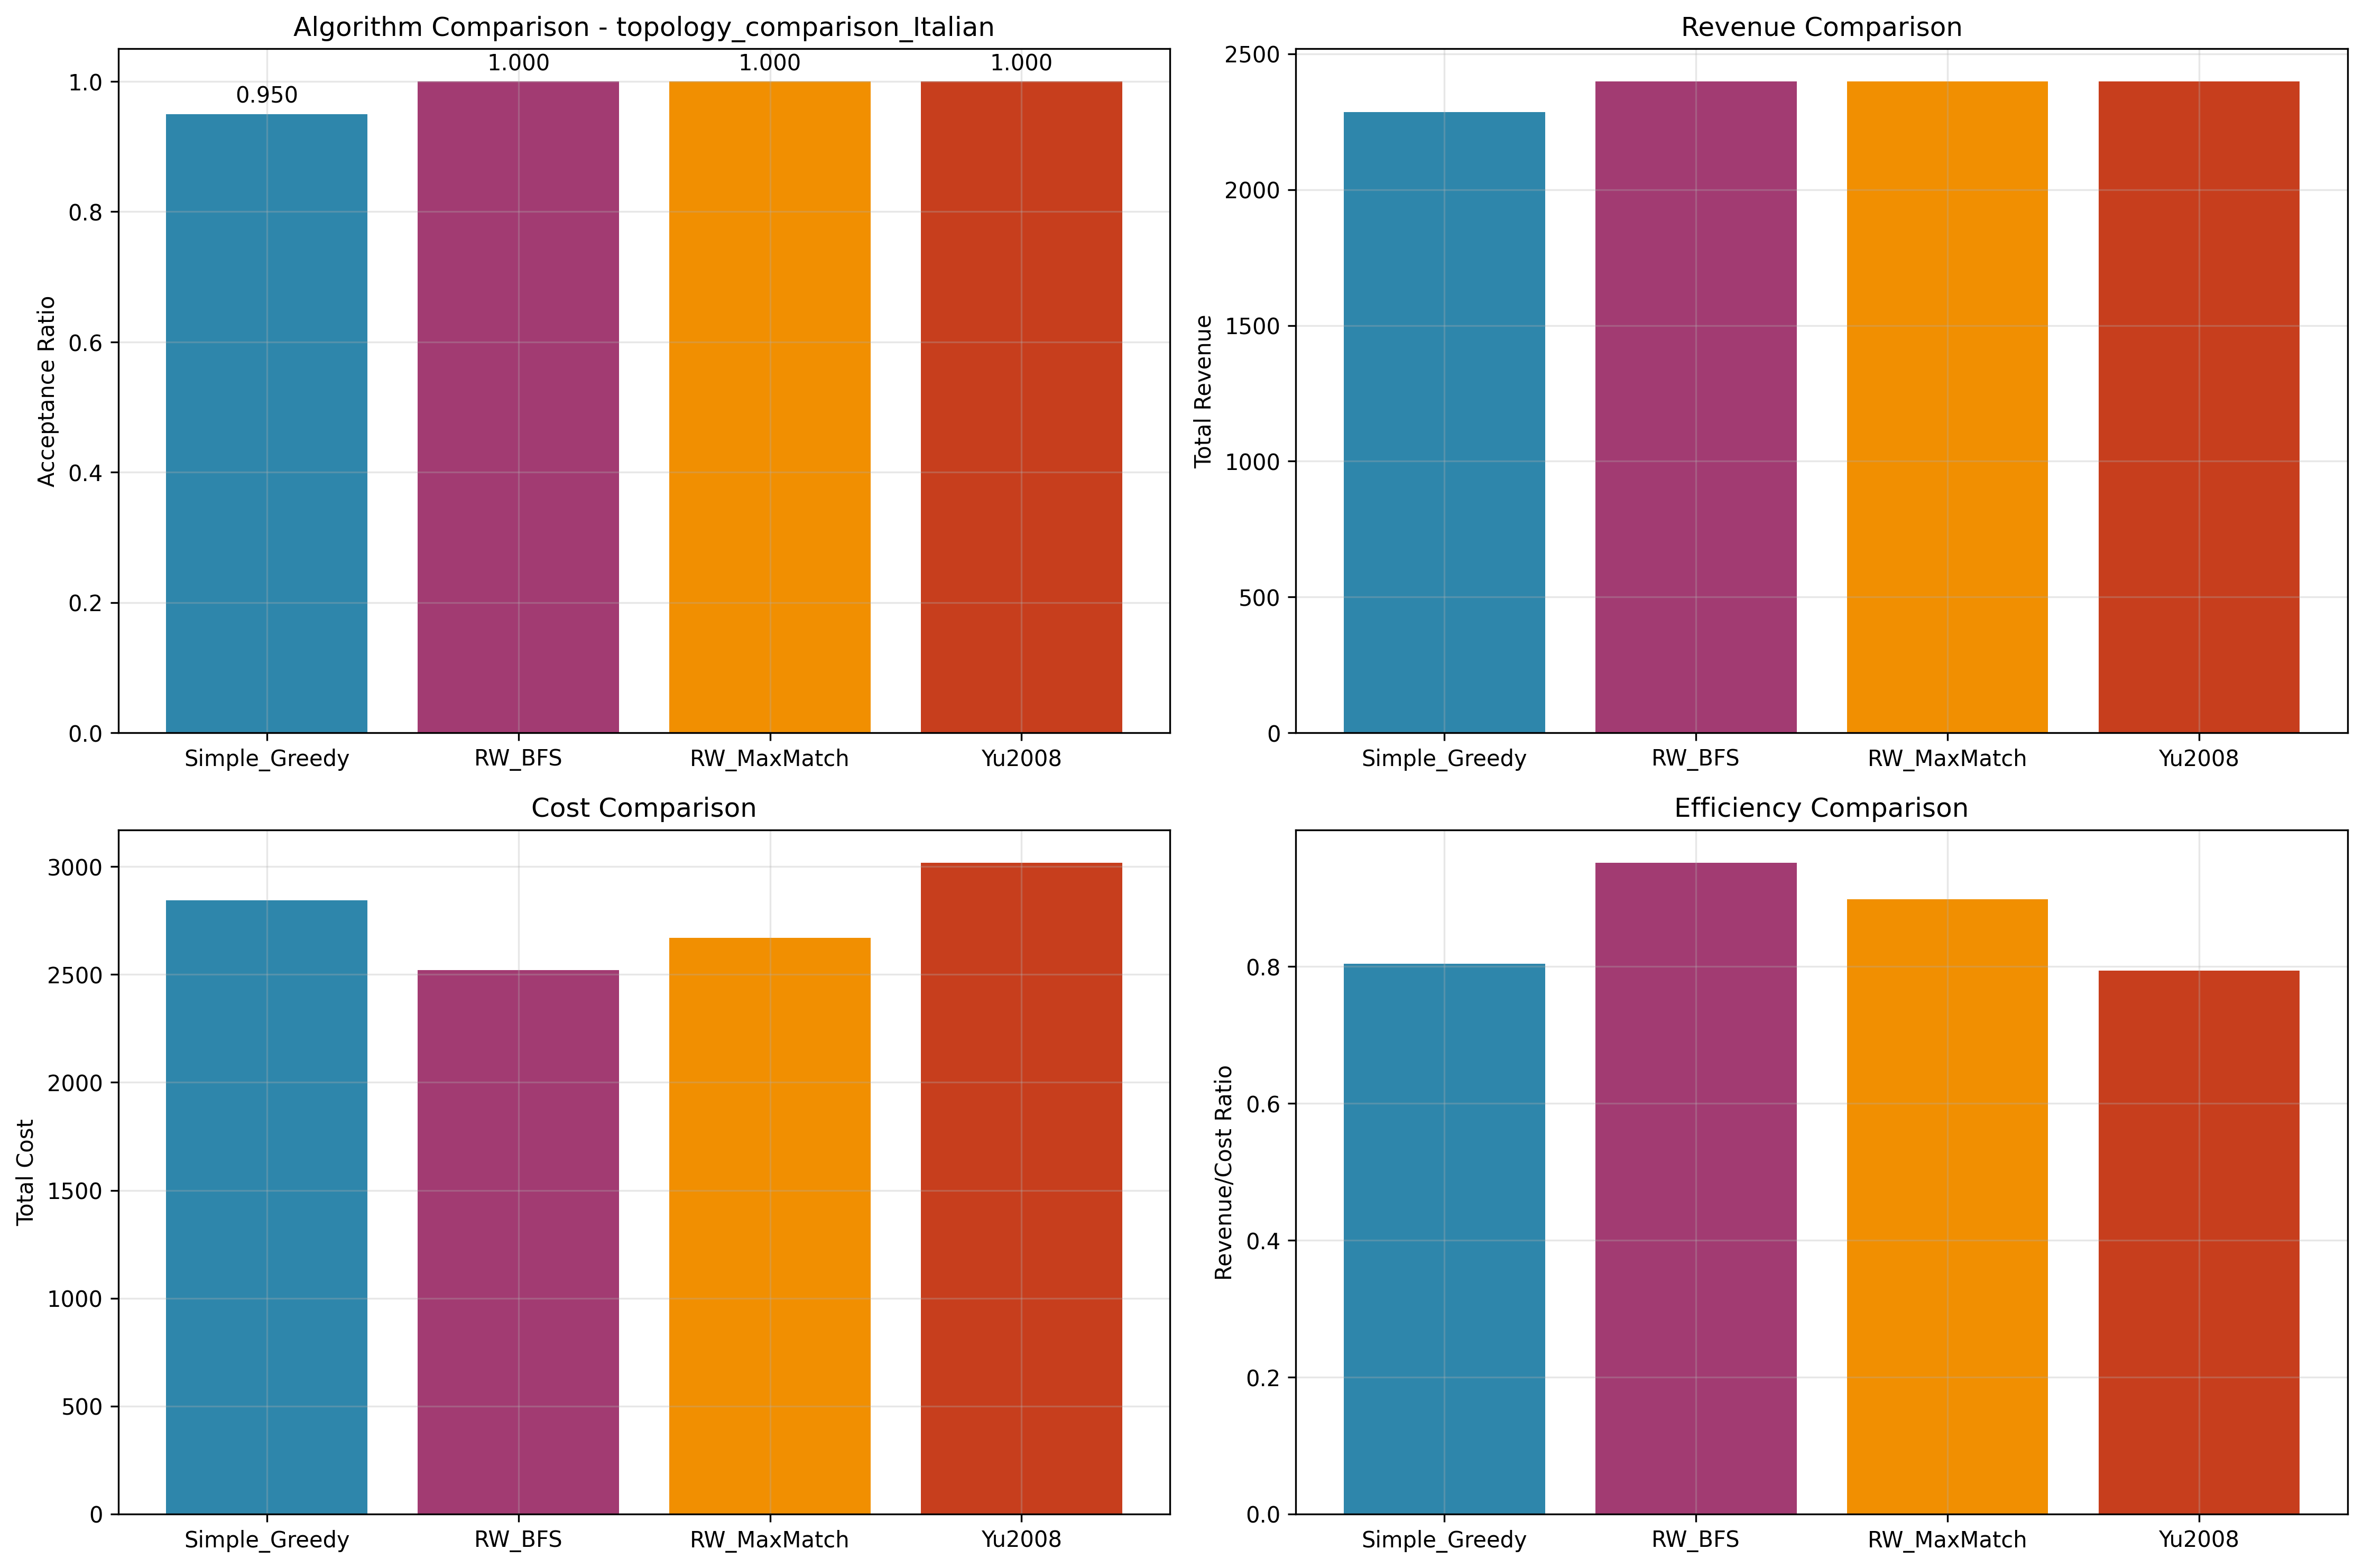 Algorithm Comparison - topology_comparison_Italian
Acceptance Ratio
1.0
0.8
0.6
0.4
0.2
0.0
0.950
1.000
1.000
1.000
Simple_Greedy
RW_BFS
RW_MaxMatch
Yu2008
Revenue Comparison
Total Revenue
2500
2000
1500
1000
500
0
Simple_Greedy
RW_BFS
RW_MaxMatch
Yu2008
Cost Comparison
Total Cost
3000
2500
2000
1500
1000
500
0
Simple_Greedy
RW_BFS
RW_MaxMatch
Yu2008
Efficiency Comparison
Revenue/Cost Ratio
0.8
0.6
0.4
0.2
0.0
Simple_Greedy
RW_BFS
RW_MaxMatch
Yu2008